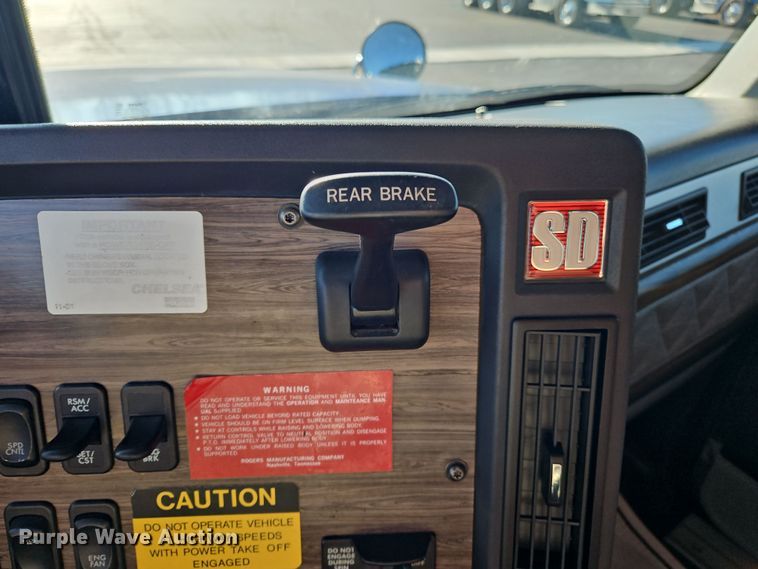 REAR BRAKE
SD
IMPORTANT
CHELSEA
WARNING
DO NOT OPERATE OR SERVICE THIS EQUIPMENT UNTIL YOU HAVE
READ AND UNDERSTAND THE OPERATION AND MAINTEANCE MAN-
UAL SUPPLIED
• DO NOT LOAD VEHICLE BEYOND RATED CAPACITY.
• VEHICLE SHOULD BE ON FIRM LEVEL SURFACE WHEN DUMPING.
• STAY AT CONTROLS WHILE RAISING AND LOWERING BODY.
• RETURN CONTROL VALVE TO NEUTRAL POSITION AND DISENGAGE
P.T.O. IMMEDIATELY AFTER LOWERING BODY.
• DO NOT WORK UNDER RAISED BODY UNLESS IT IS PROPERLY
SUPPORTED.
ROGERS MANUFACTURING COMPANY
Nashville, Tennessee
RSM/
ACC
SPD
CNTL
SET/
CST
BRK
CAUTION
DO NOT OPERATE VEHICLE
SPEEDS
WITH POWER TAKE OFF
ENGAGED
ENG
FAN
DO NOT
ENGAGE
DURING
SPIN
Purple Wave Auction